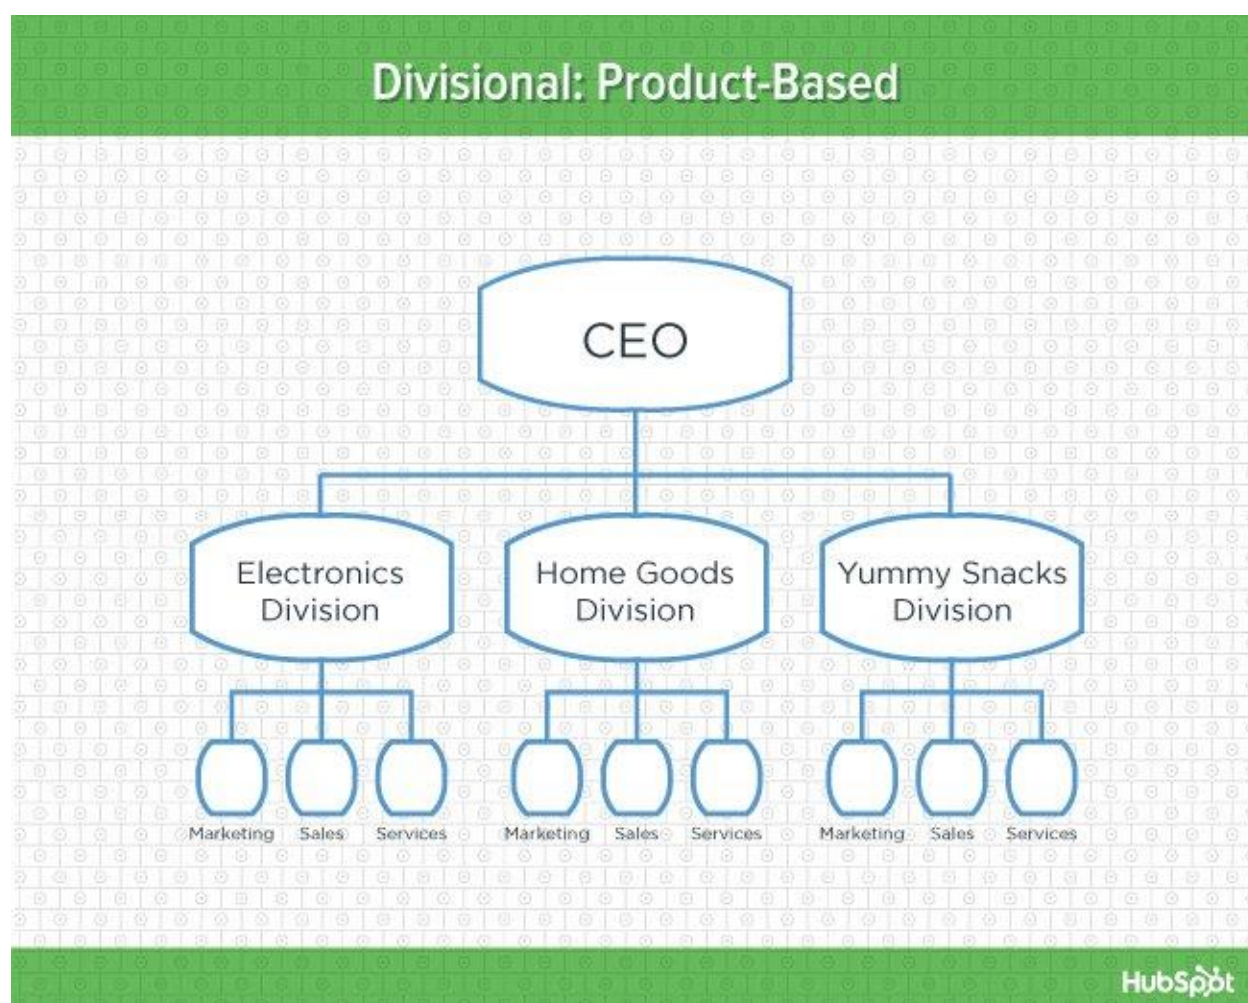 Divisional: Product-Based
CEO
Electronics
Division
Home Goods
Division
Yummy Snacks
Division
Marketing Sales Services
Marketing Sales Services
Marketing Sales Services
HubSpot